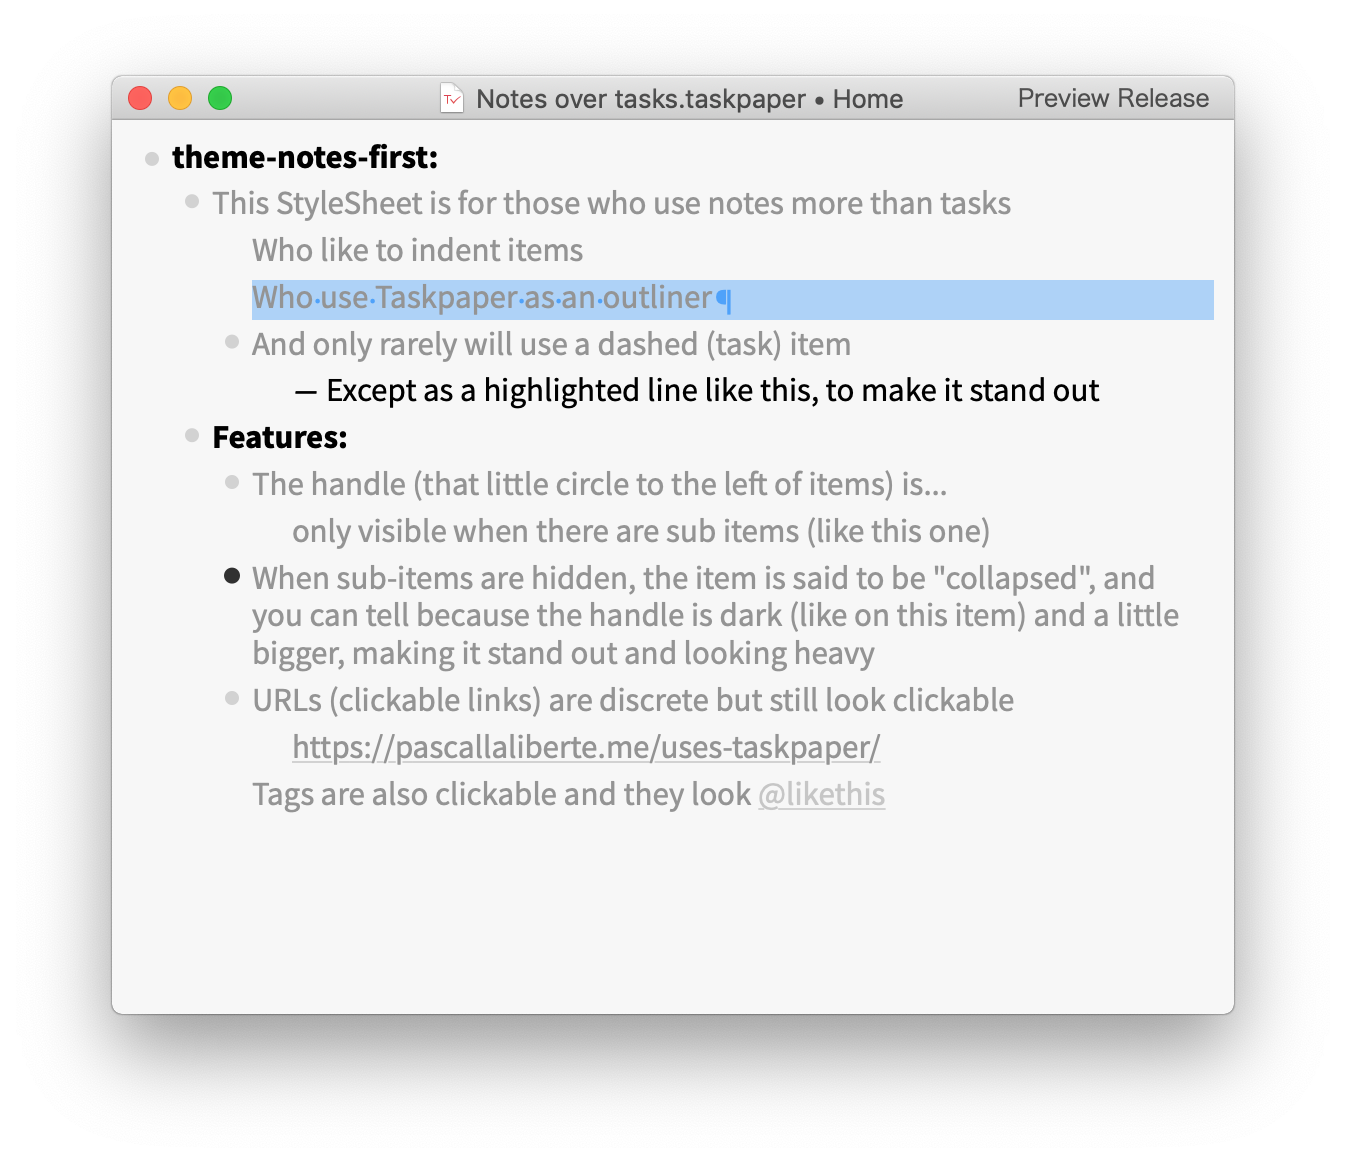 Notes over tasks.taskpaper • Home
Preview Release
theme-notes-first:
This StyleSheet is for those who use notes more than tasks
Who like to indent items
Who·use·Taskpaper·as·an·outliner¶
And only rarely will use a dashed (task) item
— Except as a highlighted line like this, to make it stand out
Features:
The handle (that little circle to the left of items) is...
only visible when there are sub items (like this one)
When sub-items are hidden, the item is said to be "collapsed", and
you can tell because the handle is dark (like on this item) and a little
bigger, making it stand out and looking heavy
URLs (clickable links) are discrete but still look clickable
https://pascallaliberte.me/uses-taskpaper/
Tags are also clickable and they look @likethis